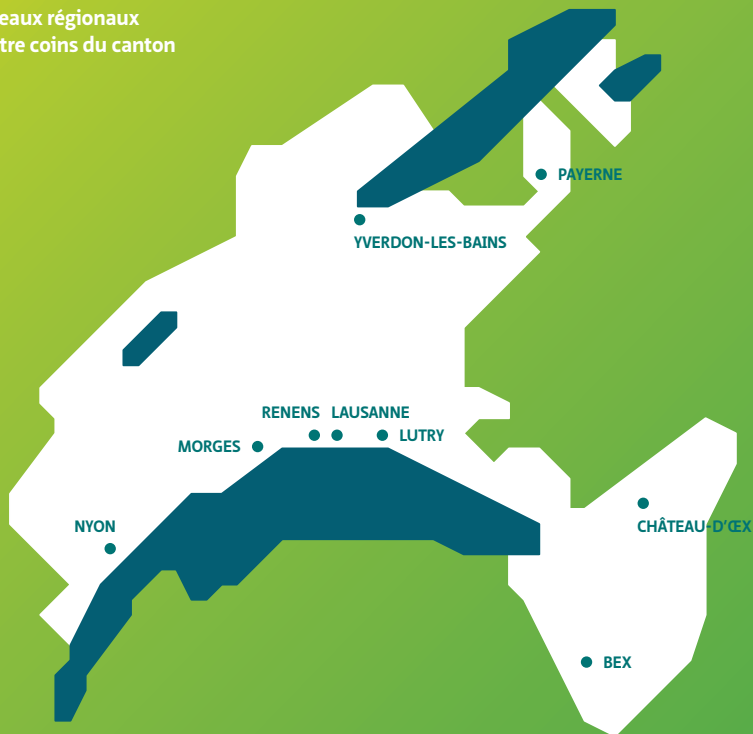 eaux régionaux
tre coins du canton
PAYERNE
YVERDON-LES-BAINS
RENENS LAUSANNE
MORGES
LUTRY
NYON
CHÂTEAU-D'ŒX
BEX